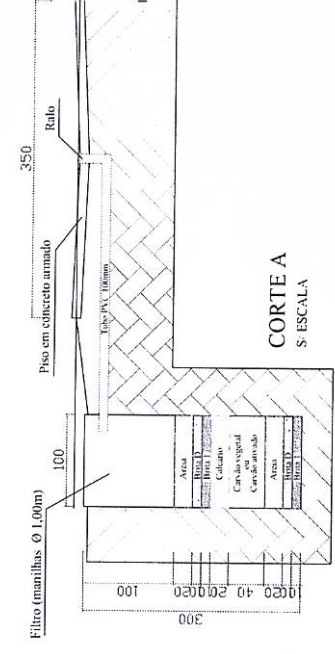 350
Ralo
Piso em concreto armado
Tubo PVC 100mm
100
Filtro (manilhas Ø 1.00m)
Areia
Brita 1
Calcário
Carvão vegetal
ou
Carvão ativado
Areia
Brita 1
CORTE A
S/ ESCALA
100
40
300